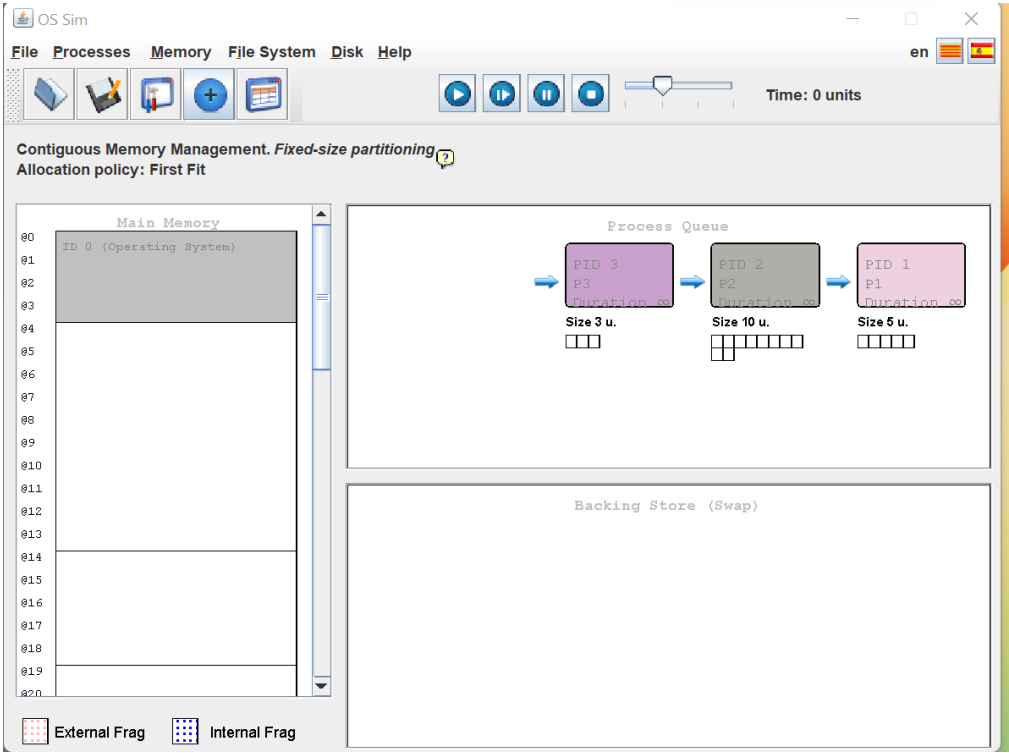 OS Sim
File Processes Memory File System Disk Help
en
Time: 0 units
Contiguous Memory Management. Fixed-size partitioning
?
Allocation policy: First Fit
Main Memory
@0
ID 0 (Operating System)
@1
@2
@3
@4
@5
@6
@7
@8
@9
@10
@11
@12
@13
@14
@15
@16
@17
@18
@19
@20
External Frag
Internal Frag
Process Queue
PID 3
P3
Duration ∞
Size 3 u.
PID 2
P2
Duration ∞
Size 10 u.
PID 1
P1
Duration ∞
Size 5 u.
Backing Store (Swap)